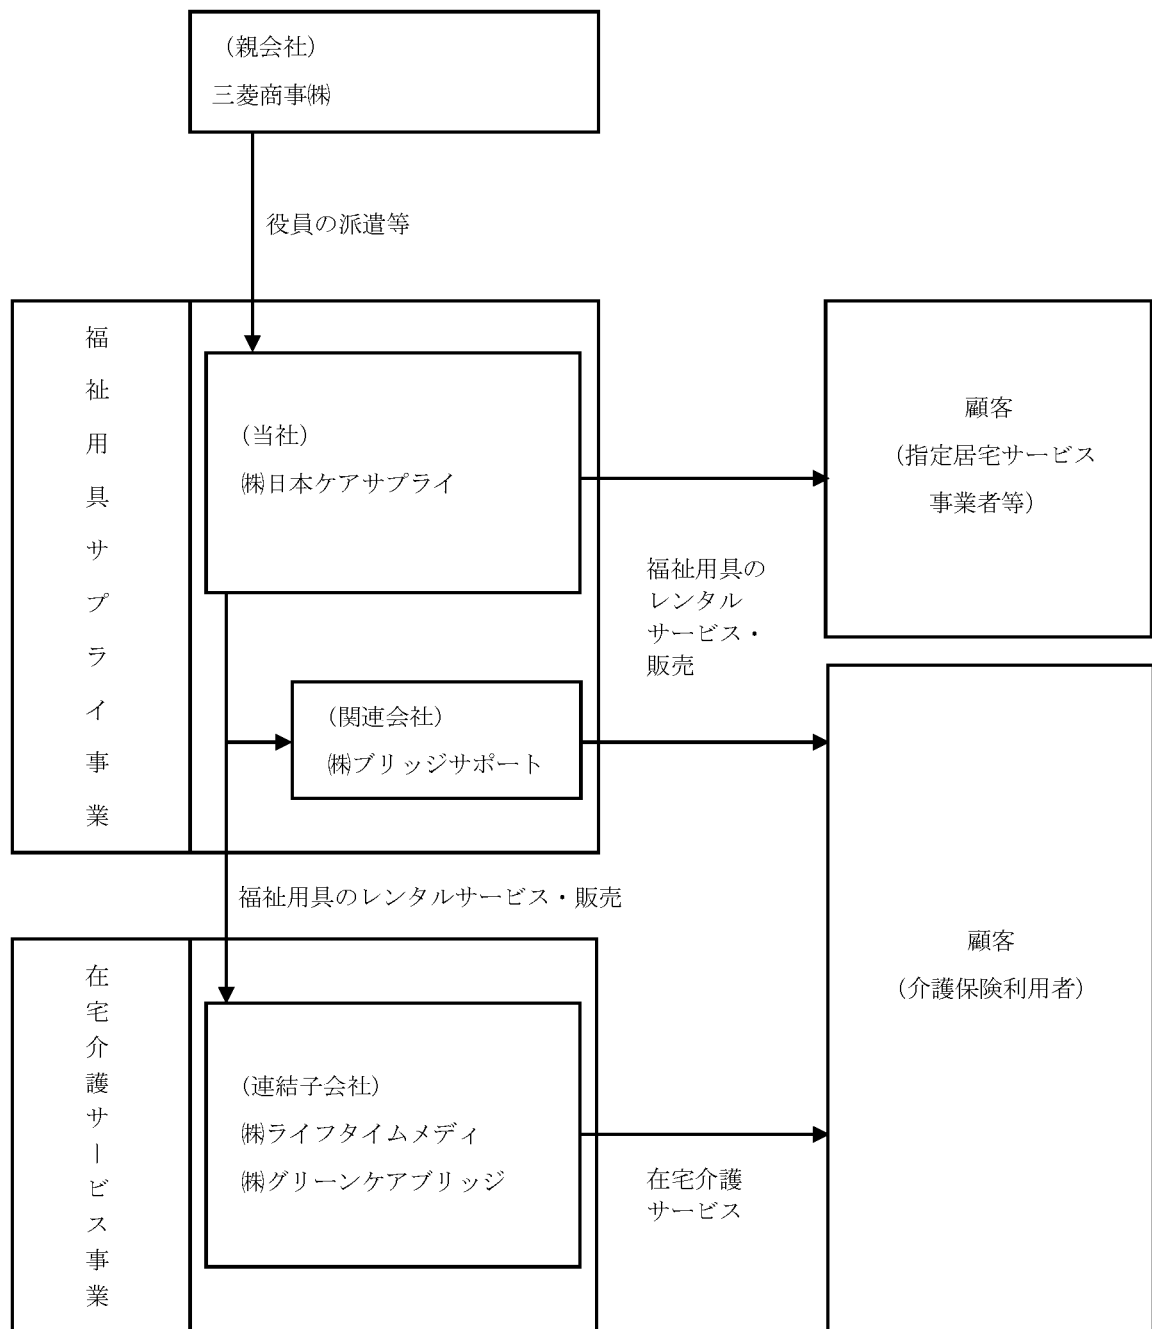 （親会社）
三菱商事㈱
役員の派遣等
福祉用具サプライ事業
（当社）
㈱日本ケアサプライ
顧客
（指定居宅サービス
事業者等）
福祉用具の
レンタル
サービス・
販売
（関連会社）
㈱ブリッジサポート
福祉用具のレンタルサービス・販売
在宅介護サービス事業
（連結子会社）
㈱ライフタイムメディ
㈱グリーンケアブリッジ
在宅介護
サービス
顧客
（介護保険利用者）